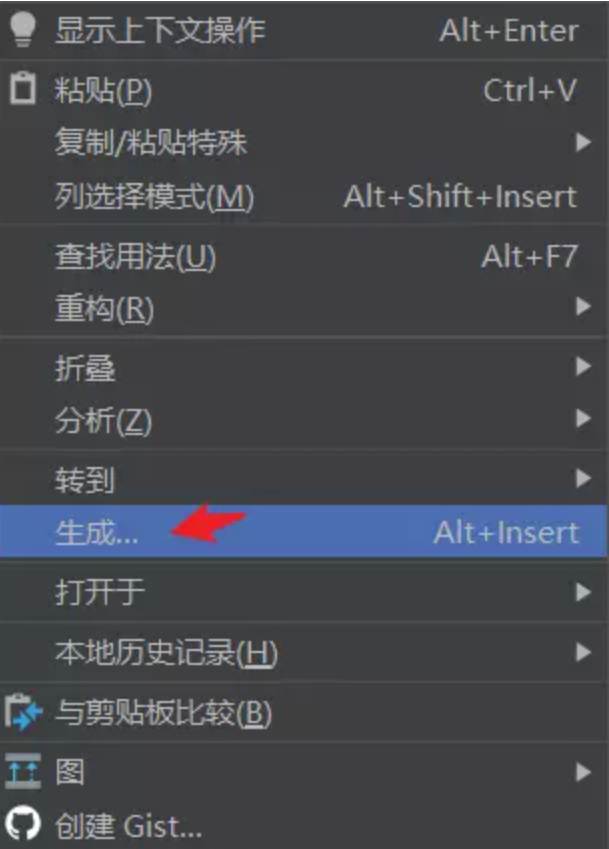 显示上下文操作 Alt+Enter
粘贴(P) Ctrl+V
复制/粘贴特殊
列选择模式(M) Alt+Shift+Insert
查找用法(U) Alt+F7
重构(R)
折叠
分析(Z)
转到
生成... Alt+Insert
打开于
本地历史记录(H)
与剪贴板比较(B)
图
创建 Gist...